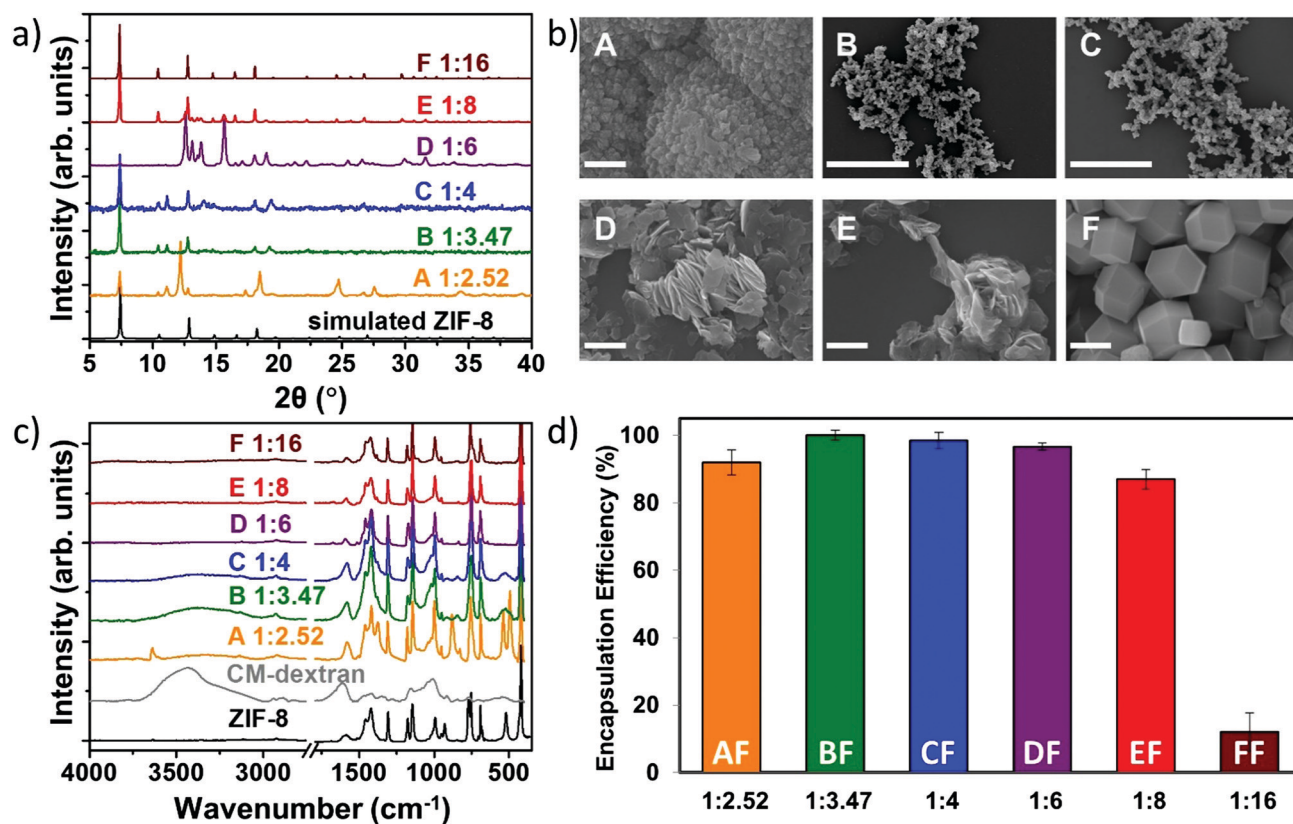 a)
Intensity (arb. units)
F 1:16
E 1:8
D 1:6
C 1:4
B 1:3.47
A 1:2.52
simulated ZIF-8
5 10 15 20 25 30 35 40
2θ (°)
b)
A B C
D E F
c)
Intensity (arb. units)
F 1:16
E 1:8
D 1:6
C 1:4
B 1:3.47
A 1:2.52
CM-dextran
ZIF-8
4000 3500 3000 1500 1000 500
Wavenumber (cm⁻¹)
d)
Encapsulation Efficiency (%)
100
80
60
40
20
0
AF BF CF DF EF FF
1:2.52 1:3.47 1:4 1:6 1:8 1:16